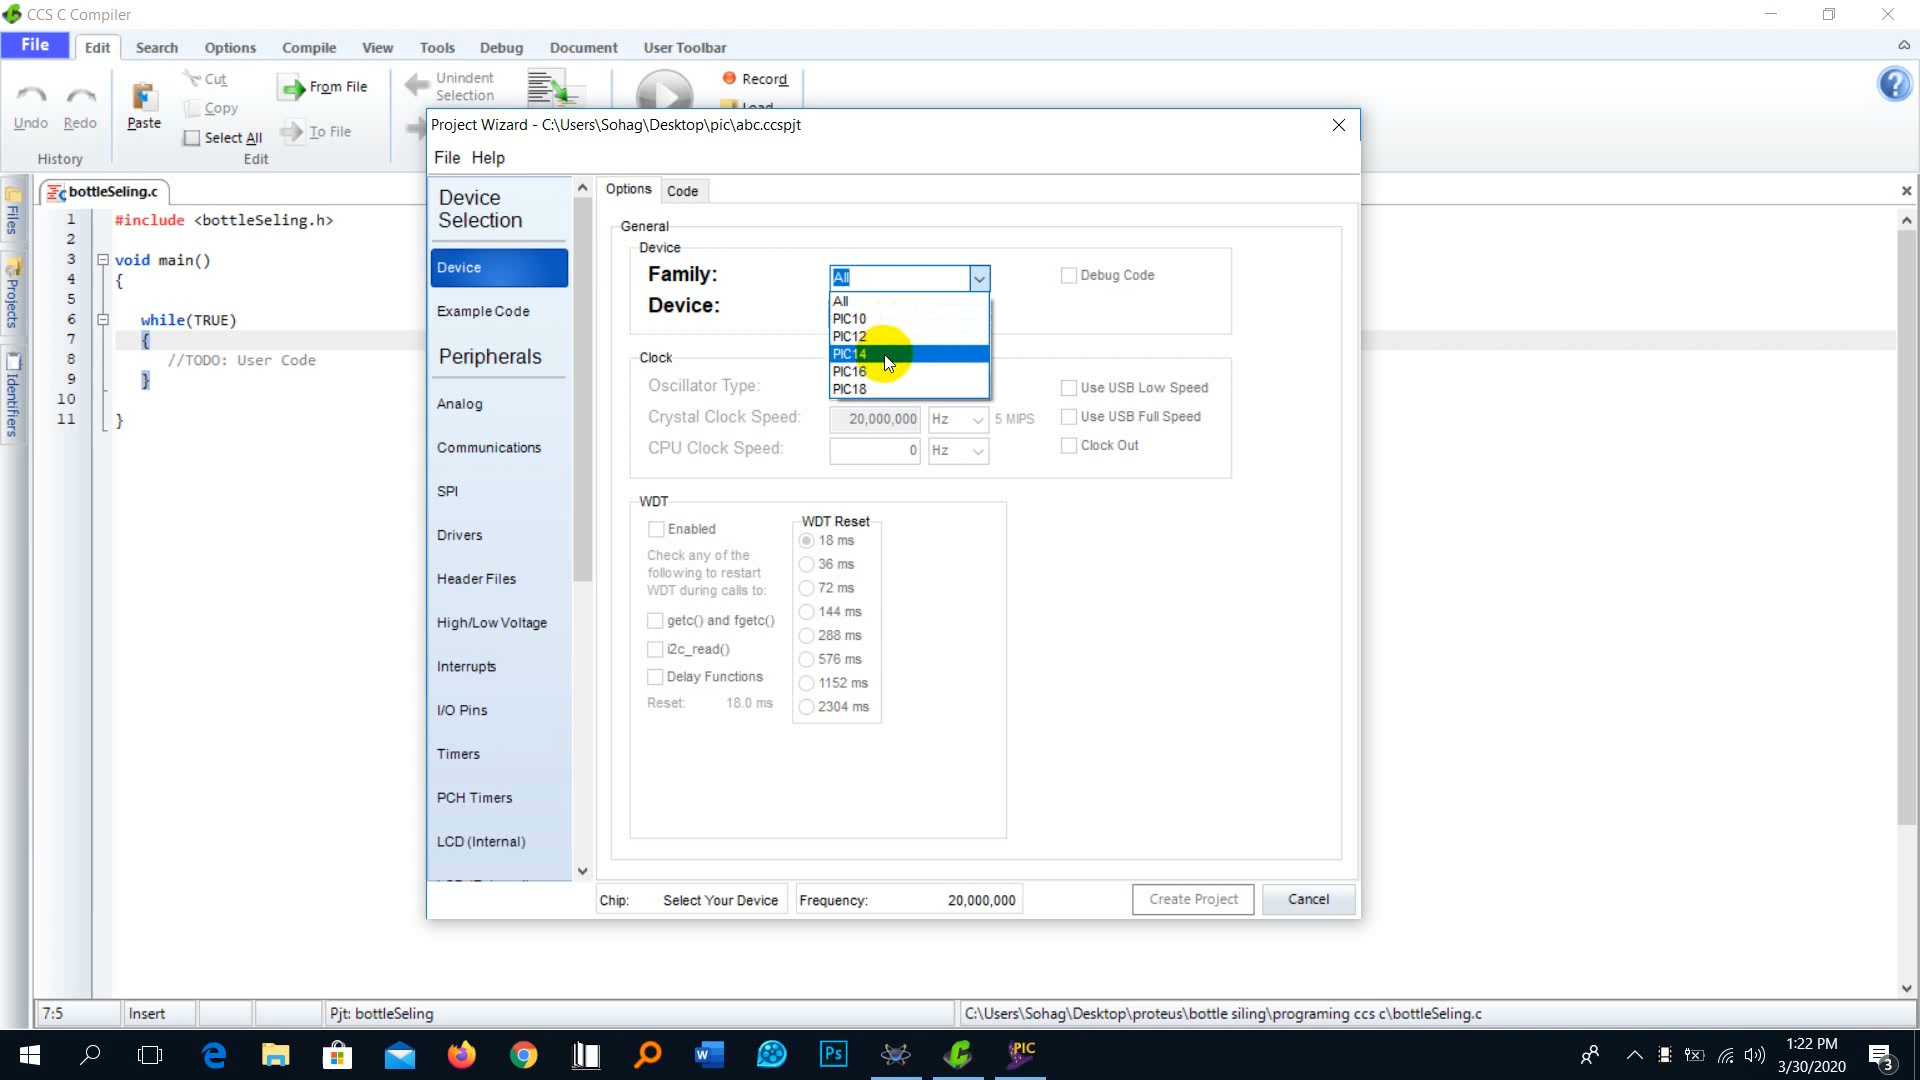 CCS C Compiler
File Edit Search Options Compile View Tools Debug Document User Toolbar
Undo Redo
History
Paste
Cut
Copy
Select All
From File
To File
Edit
Unindent
Selection
Record
Load
Project Wizard - C:\Users\Sohag\Desktop\pic\abc.ccspjt
File Help
Files
Projects
Identifiers
bottleSeling.c
1 #include <bottleSeling.h>
2
3 void main()
4 {
5
6 while(TRUE)
7 {
8 //TODO: User Code
9 }
10
11 }
Device
Selection
Device
Example Code
Peripherals
Analog
Communications
SPI
Drivers
Header Files
High/Low Voltage
Interrupts
I/O Pins
Timers
PCH Timers
LCD (Internal)
Options Code
General
Device
Family: All
Device:
Debug Code
All
PIC10
PIC12
PIC14
PIC16
PIC18
Clock
Oscillator Type:
Crystal Clock Speed: 20,000,000 Hz 5 MIPS
CPU Clock Speed: 0 Hz
Use USB Low Speed
Use USB Full Speed
Clock Out
WDT
Enabled
Check any of the
following to restart
WDT during calls to:
getc() and fgetc()
i2c_read()
Delay Functions
Reset: 18.0 ms
WDT Reset
18 ms
36 ms
72 ms
144 ms
288 ms
576 ms
1152 ms
2304 ms
Chip: Select Your Device Frequency: 20,000,000 Create Project Cancel
7:5 Insert Pjt: bottleSeling C:\Users\Sohag\Desktop\proteus\bottle siling\programing ccs c\bottleSeling.c
Ps
PIC
1:22 PM
3/30/2020
3